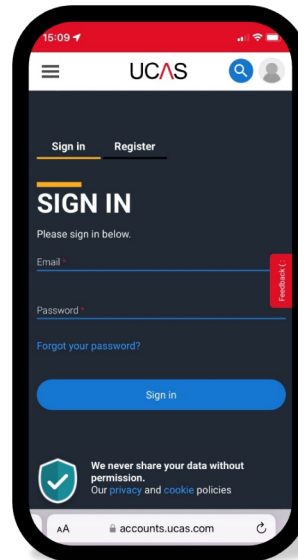 15:09
UCAS
Sign in Register
SIGN IN
Please sign in below.
Email *
Feedback (:
Password *
Forgot your password?
Sign in
We never share your data without
permission.
Our privacy and cookie policies
AA accounts.ucas.com